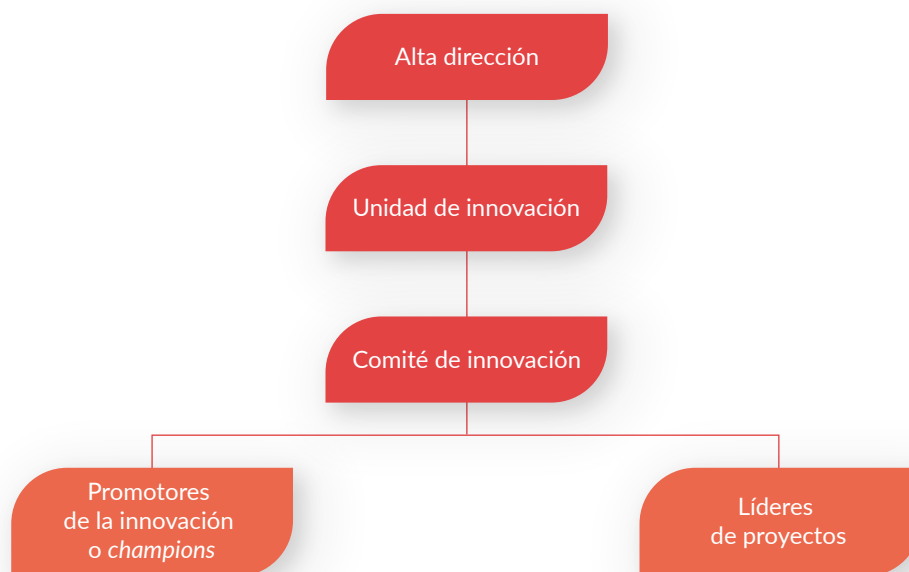 Alta dirección
Unidad de innovación
Comité de innovación
Promotores
de la innovación
o champions
Líderes
de proyectos